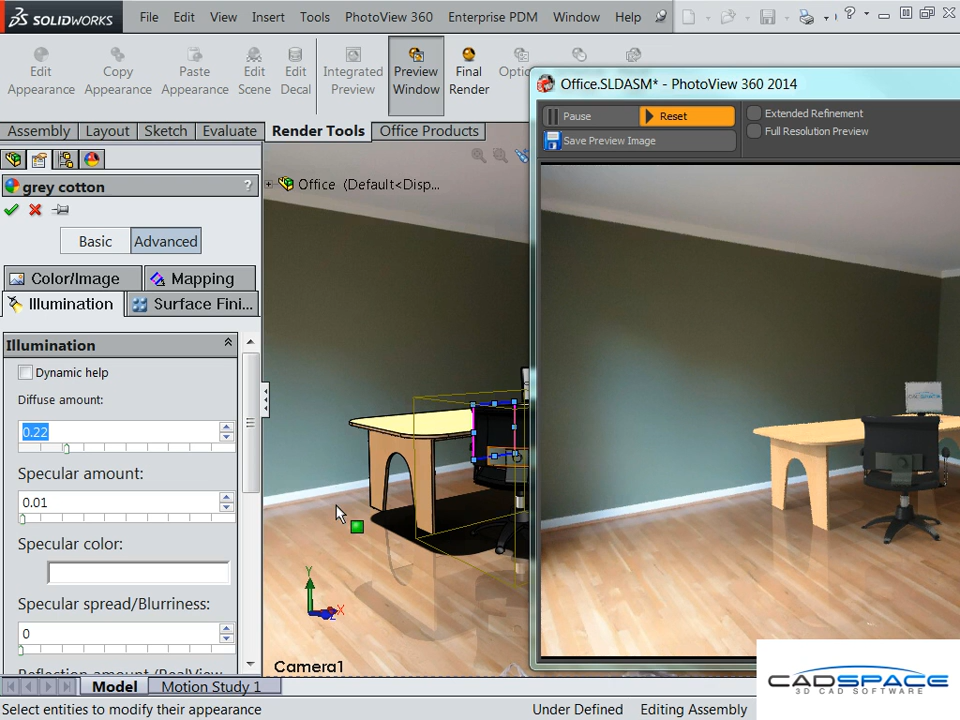 SOLIDWORKS File Edit View Insert Tools PhotoView 360 Enterprise PDM Window Help ?
Edit Appearance
Copy Appearance
Paste Appearance
Edit Scene
Edit Decal
Integrated Preview
Preview Window
Final Render
Assembly Layout Sketch Evaluate Render Tools Office Products
Office.SLDASM* - PhotoView 360 2014
Pause Reset
Save Preview Image
Extended Refinement
Full Resolution Preview
grey cotton ?
Basic Advanced
Color/Image Mapping
Illumination Surface Fini...
Illumination
Dynamic help
Diffuse amount:
0.22
Specular amount:
0.01
Specular color:
Specular spread/Blurriness:
0
Reflection amount (RealView
Office (Default<Disp...
Y
X
Z
Camera1
CADSPACE
CADSPACE
3D CAD SOFTWARE
Model Motion Study 1
Select entities to modify their appearance Under Defined Editing Assembly